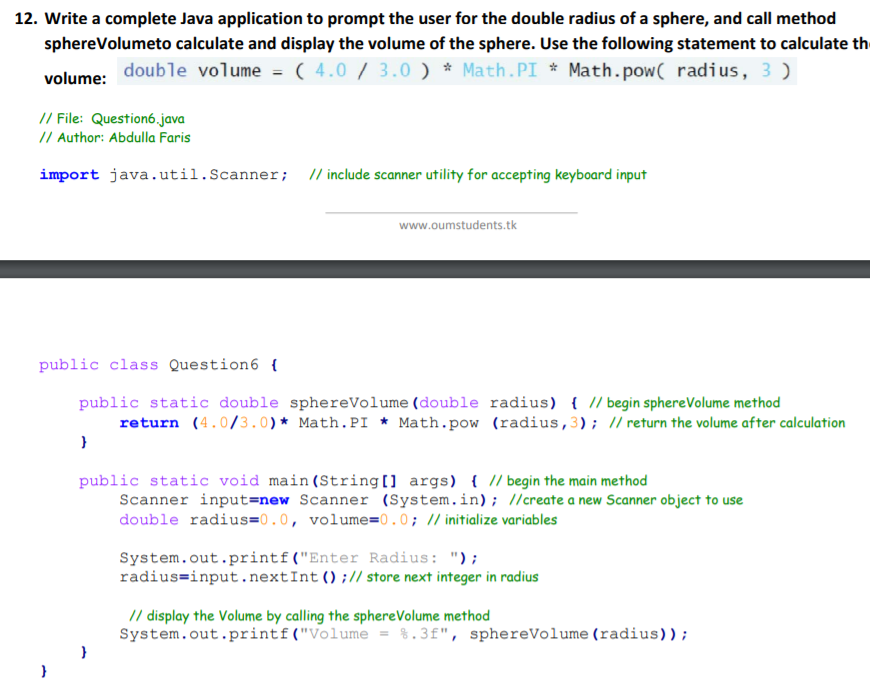 12. Write a complete Java application to prompt the user for the double radius of a sphere, and call method
sphereVolumeto calculate and display the volume of the sphere. Use the following statement to calculate th
volume: double volume = ( 4.0 / 3.0 ) * Math.PI * Math.pow( radius, 3 )
// File: Question6.java
// Author: Abdulla Faris
import java.util.Scanner; // include scanner utility for accepting keyboard input
www.oumstudents.tk
public class Question6 {
public static double sphereVolume(double radius) { // begin sphereVolume method
return (4.0/3.0)* Math.PI * Math.pow (radius,3); // return the volume after calculation
}
public static void main(String[] args) { // begin the main method
Scanner input=new Scanner (System.in); //create a new Scanner object to use
double radius=0.0, volume=0.0; // initialize variables
System.out.printf("Enter Radius: ");
radius=input.nextInt();// store next integer in radius
// display the Volume by calling the sphereVolume method
System.out.printf("Volume = %.3f", sphereVolume(radius));
}
}